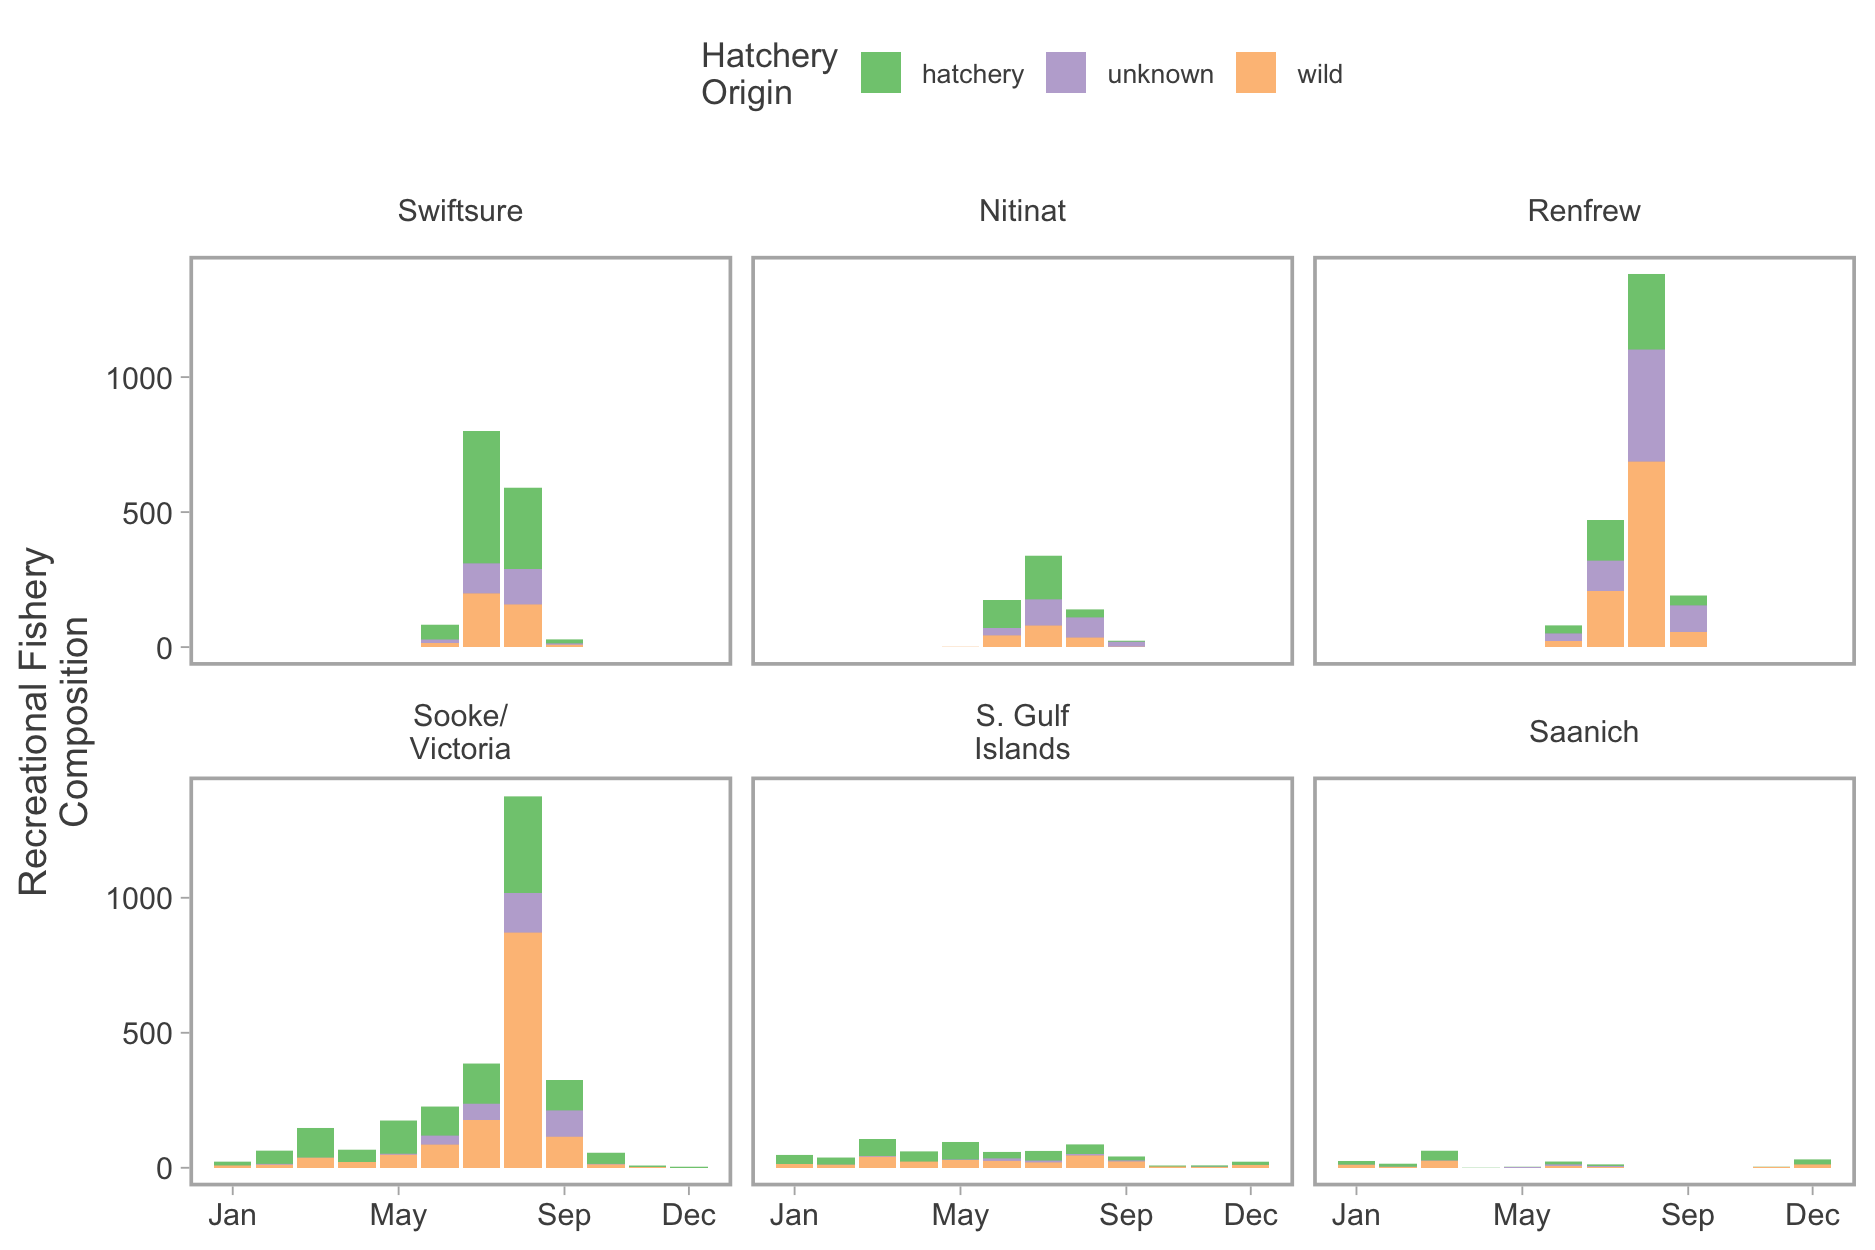 Hatchery
Origin
hatchery
unknown
wild
Swiftsure
Nitinat
Renfrew
1000
500
0
Recreational Fishery
Composition
Sooke/
Victoria
S. Gulf
Islands
Saanich
1000
500
0
Jan
May
Sep
Dec
Jan
May
Sep
Dec
Jan
May
Sep
Dec